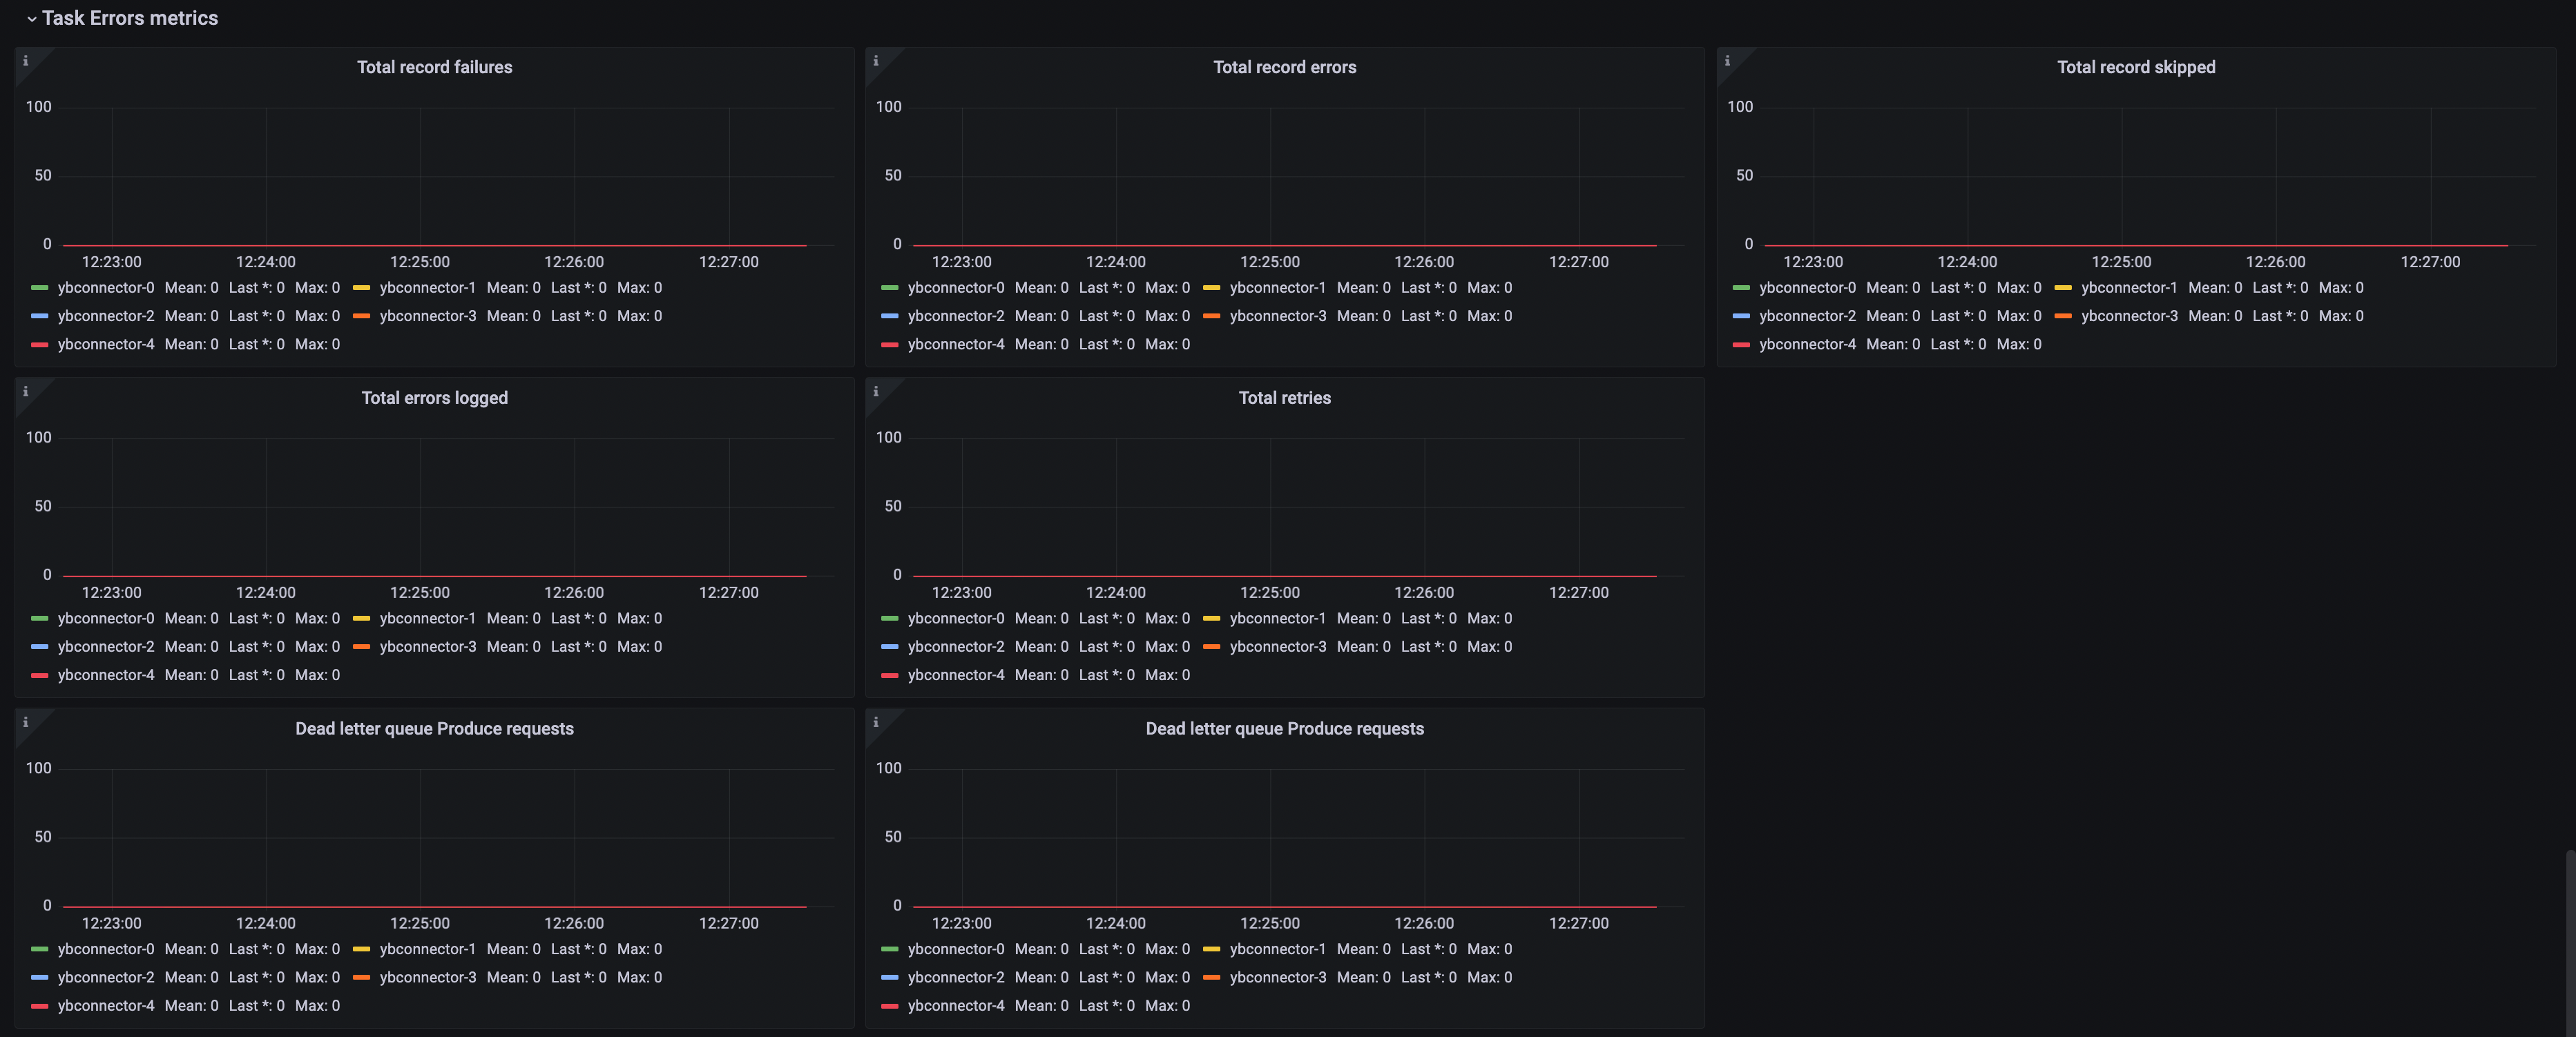 Task Errors metrics
Total record failures
100
50
0
12:23:00 12:24:00 12:25:00 12:26:00 12:27:00
ybconnector-0 Mean: 0 Last *: 0 Max: 0 ybconnector-1 Mean: 0 Last *: 0 Max: 0
ybconnector-2 Mean: 0 Last *: 0 Max: 0 ybconnector-3 Mean: 0 Last *: 0 Max: 0
ybconnector-4 Mean: 0 Last *: 0 Max: 0
Total record errors
100
50
0
12:23:00 12:24:00 12:25:00 12:26:00 12:27:00
ybconnector-0 Mean: 0 Last *: 0 Max: 0 ybconnector-1 Mean: 0 Last *: 0 Max: 0
ybconnector-2 Mean: 0 Last *: 0 Max: 0 ybconnector-3 Mean: 0 Last *: 0 Max: 0
ybconnector-4 Mean: 0 Last *: 0 Max: 0
Total record skipped
100
50
0
12:23:00 12:24:00 12:25:00 12:26:00 12:27:00
ybconnector-0 Mean: 0 Last *: 0 Max: 0 ybconnector-1 Mean: 0 Last *: 0 Max: 0
ybconnector-2 Mean: 0 Last *: 0 Max: 0 ybconnector-3 Mean: 0 Last *: 0 Max: 0
ybconnector-4 Mean: 0 Last *: 0 Max: 0
Total errors logged
100
50
0
12:23:00 12:24:00 12:25:00 12:26:00 12:27:00
ybconnector-0 Mean: 0 Last *: 0 Max: 0 ybconnector-1 Mean: 0 Last *: 0 Max: 0
ybconnector-2 Mean: 0 Last *: 0 Max: 0 ybconnector-3 Mean: 0 Last *: 0 Max: 0
ybconnector-4 Mean: 0 Last *: 0 Max: 0
Total retries
100
50
0
12:23:00 12:24:00 12:25:00 12:26:00 12:27:00
ybconnector-0 Mean: 0 Last *: 0 Max: 0 ybconnector-1 Mean: 0 Last *: 0 Max: 0
ybconnector-2 Mean: 0 Last *: 0 Max: 0 ybconnector-3 Mean: 0 Last *: 0 Max: 0
ybconnector-4 Mean: 0 Last *: 0 Max: 0
Dead letter queue Produce requests
100
50
0
12:23:00 12:24:00 12:25:00 12:26:00 12:27:00
ybconnector-0 Mean: 0 Last *: 0 Max: 0 ybconnector-1 Mean: 0 Last *: 0 Max: 0
ybconnector-2 Mean: 0 Last *: 0 Max: 0 ybconnector-3 Mean: 0 Last *: 0 Max: 0
ybconnector-4 Mean: 0 Last *: 0 Max: 0
Dead letter queue Produce requests
100
50
0
12:23:00 12:24:00 12:25:00 12:26:00 12:27:00
ybconnector-0 Mean: 0 Last *: 0 Max: 0 ybconnector-1 Mean: 0 Last *: 0 Max: 0
ybconnector-2 Mean: 0 Last *: 0 Max: 0 ybconnector-3 Mean: 0 Last *: 0 Max: 0
ybconnector-4 Mean: 0 Last *: 0 Max: 0